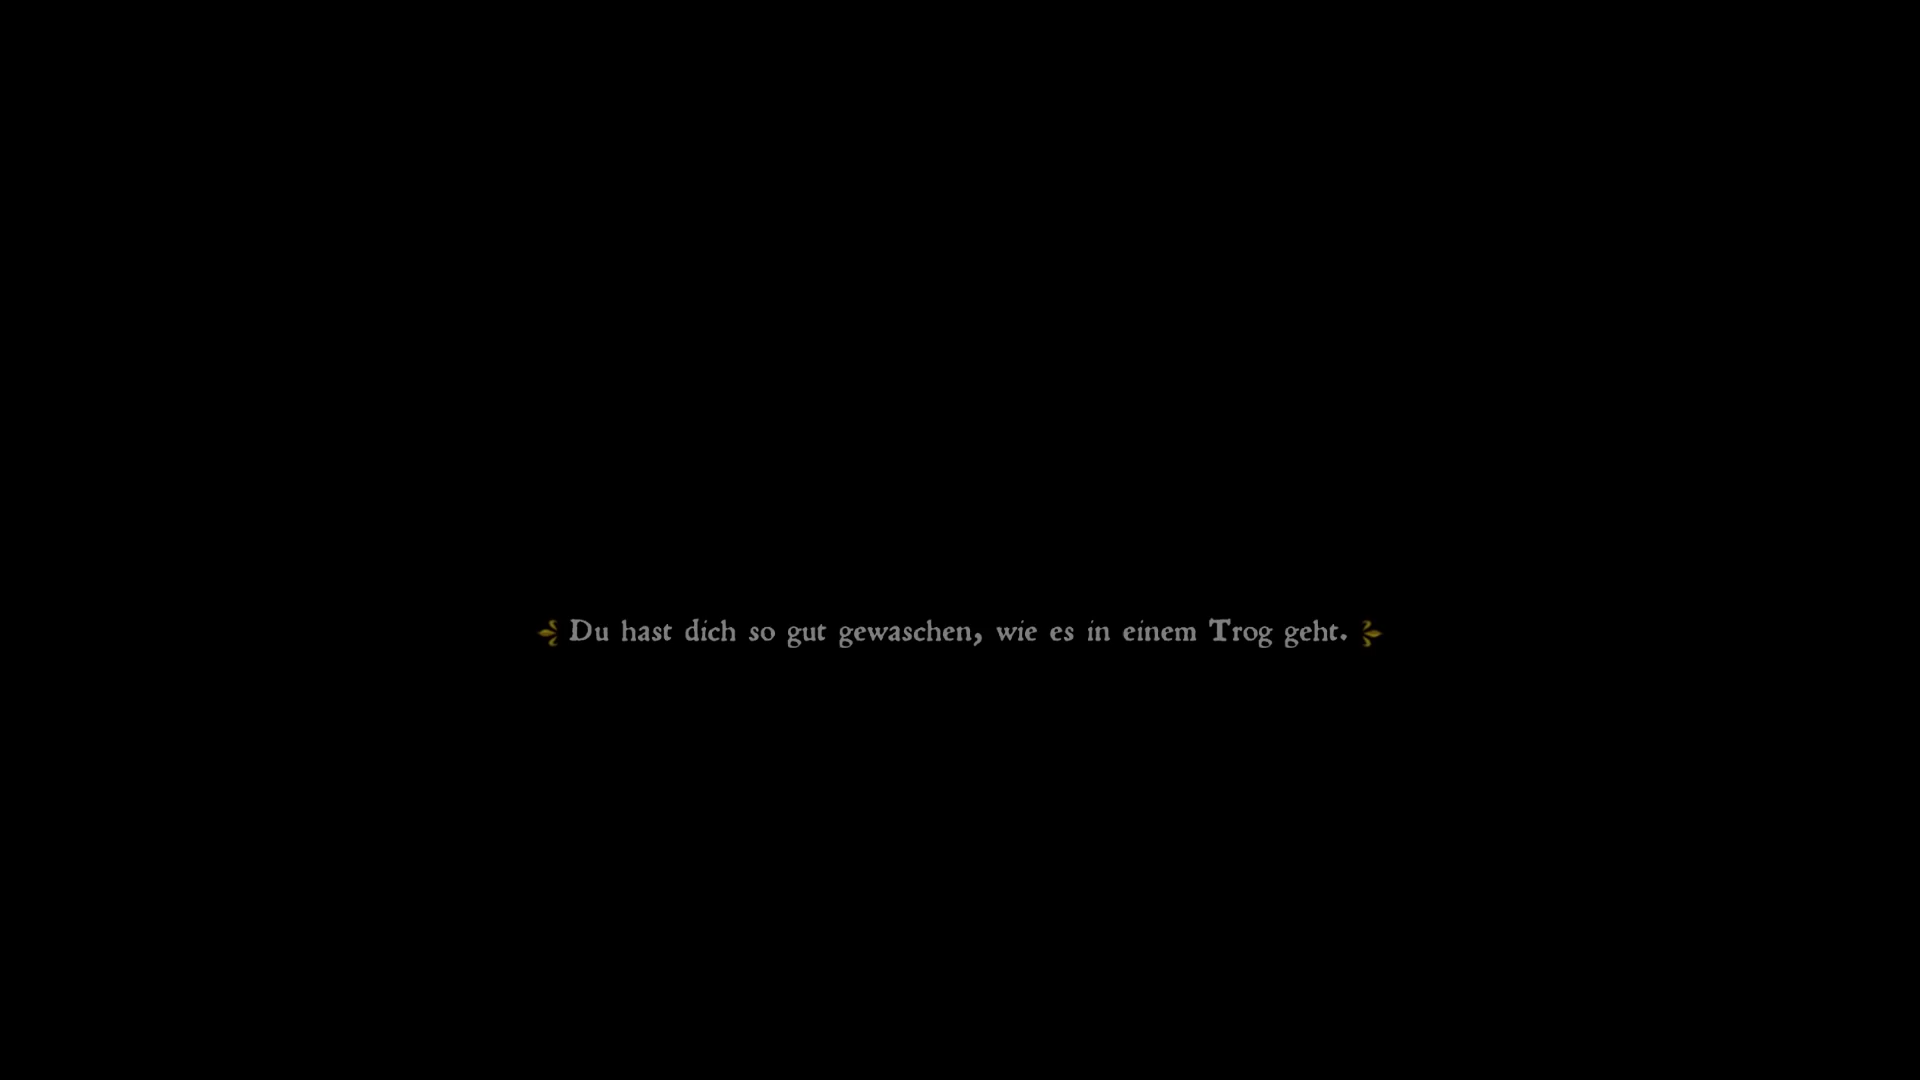 Du hast dich so gut gewaschen, wie es in einem Trog geht.